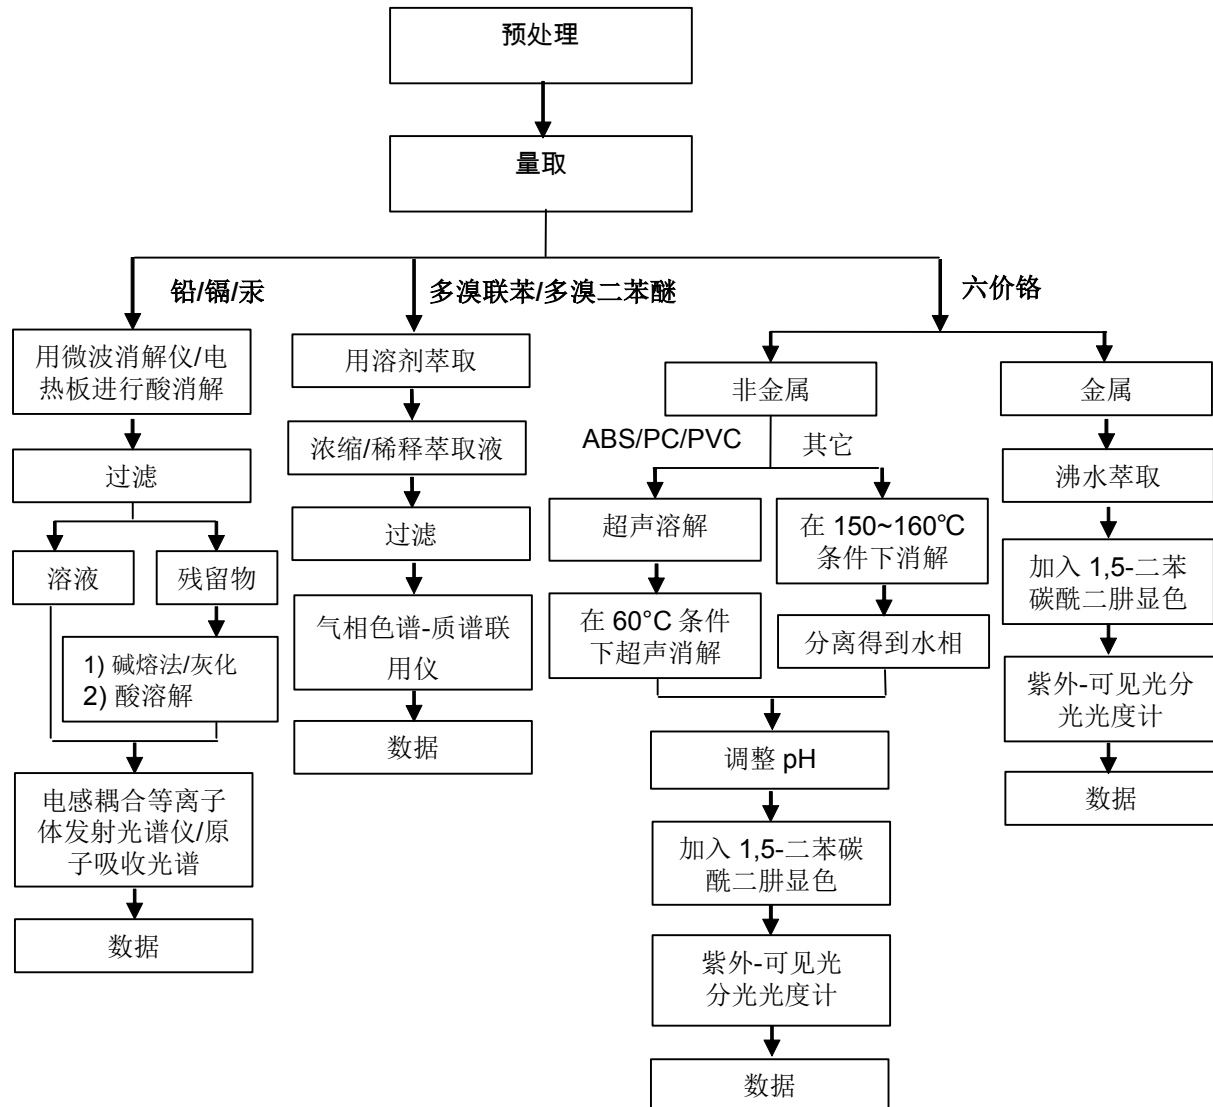 预处理
量取
铅/镉/汞
多溴联苯/多溴二苯醚
六价铬
用微波消解仪/电
热板进行酸消解
过滤
溶液
残留物
1) 碱熔法/灰化
2) 酸溶解
电感耦合等离子
体发射光谱仪/原
子吸收光谱
数据
用溶剂萃取
浓缩/稀释萃取液
过滤
气相色谱-质谱联
用仪
数据
非金属
ABS/PC/PVC
其它
超声溶解
在 60°C 条件
下超声消解
在 150~160℃
条件下消解
分离得到水相
调整 pH
加入 1,5-二苯碳
酰二肼显色
紫外-可见光
分光光度计
数据
金属
沸水萃取
加入 1,5-二苯
碳酰二肼显色
紫外-可见光分
光光度计
数据